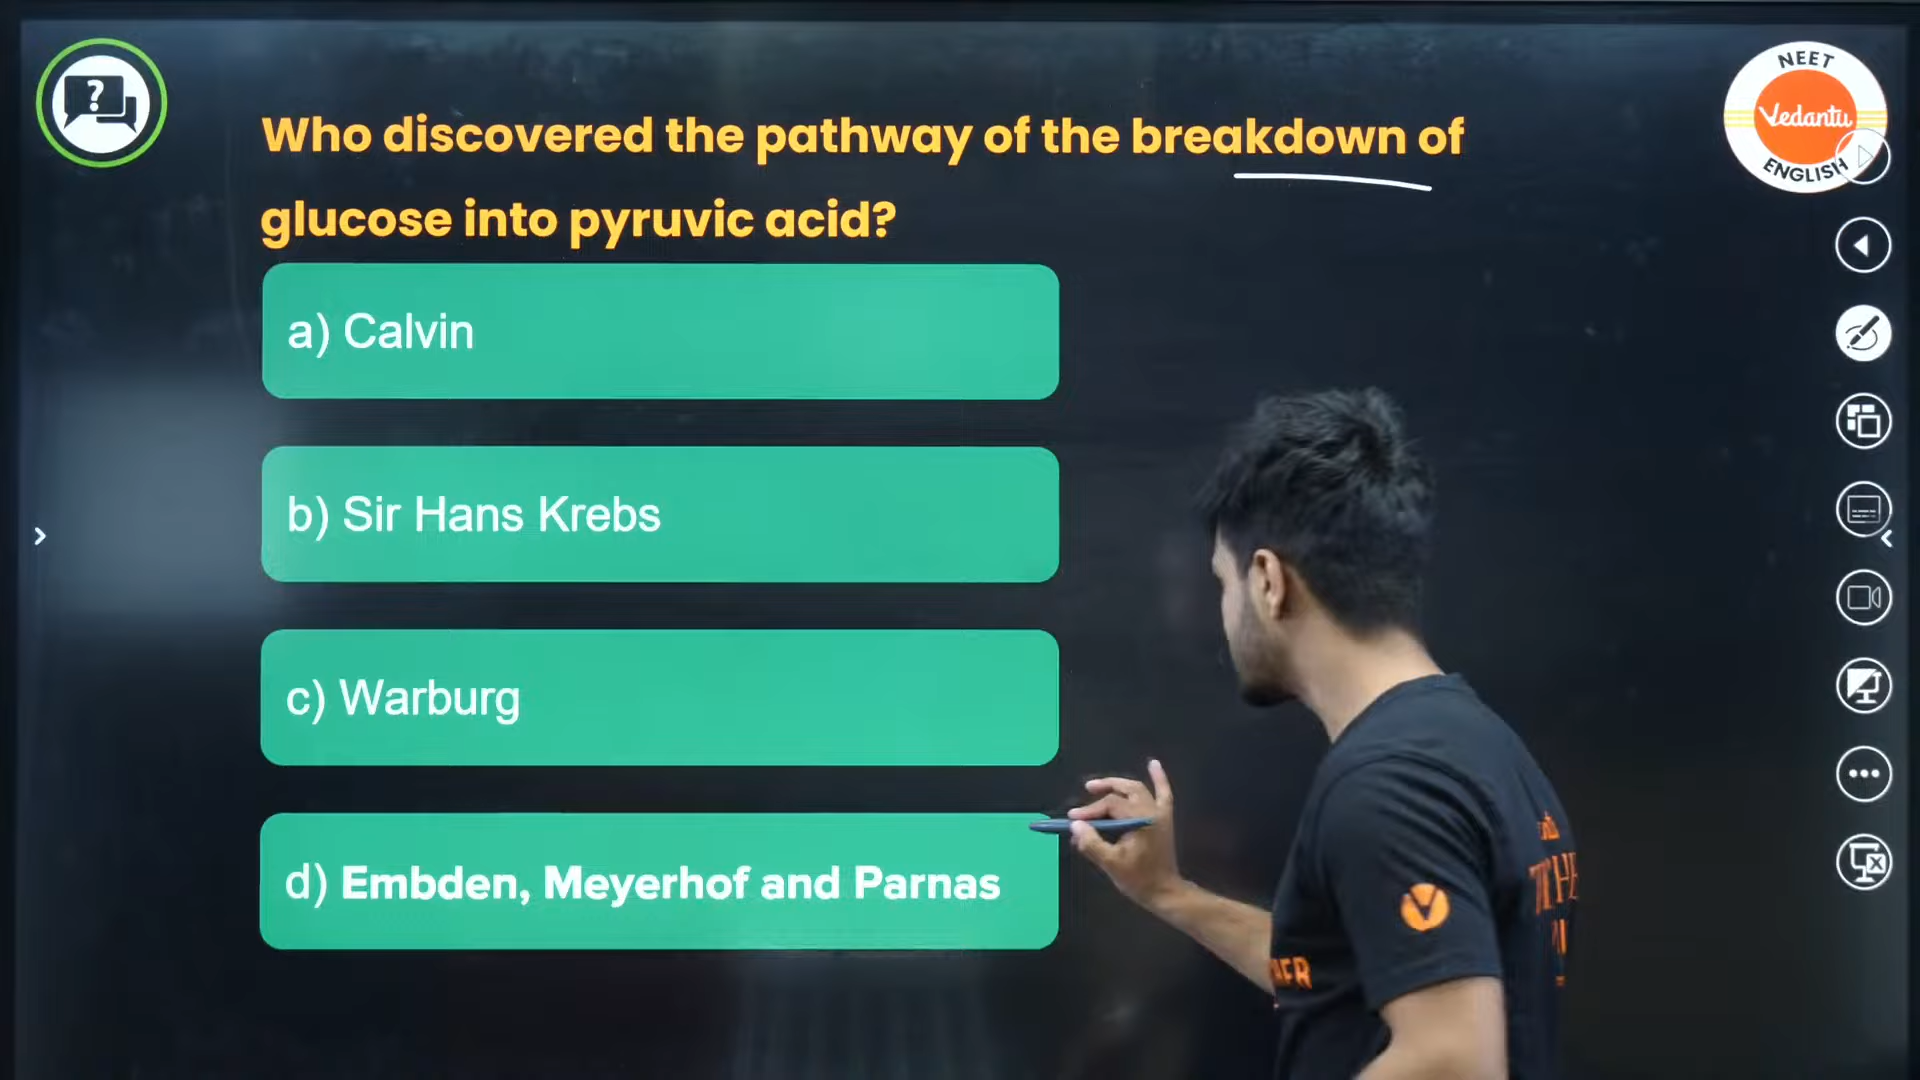 NEET
Vedantu
ENGLISH
?
Who discovered the pathway of the breakdown of
glucose into pyruvic acid?
a) Calvin
b) Sir Hans Krebs
c) Warburg
d) Embden, Meyerhof and Parnas
V